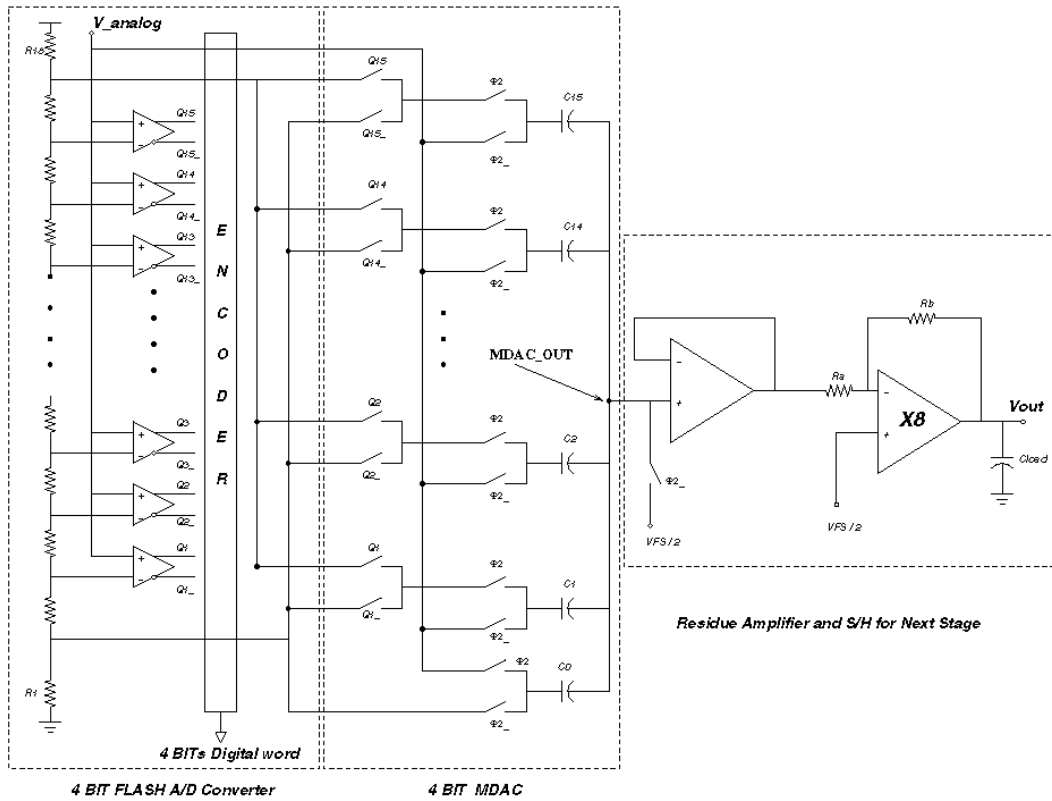 V_analog
R18
Q15
Q15_
Q14
Q14_
Q13
Q13_
Q3
Q3_
Q2
Q2_
Q1
Q1_
E
N
C
O
D
E
R
R1
4 BITs Digital word
4 BIT FLASH A/D Converter
Q15
Q15_
Φ2
Φ2_
C15
Q14
Q14_
Φ2
Φ2_
C14
MDAC_OUT
Q2
Q2_
Φ2
Φ2_
C2
Q1
Q1_
Φ2
Φ2_
C1
Φ2
Φ2_
C0
4 BIT MDAC
-
+
Φ2_
VFS/2
Ra
Rb
-
+
X8
VFS/2
Vout
Cload
Residue Amplifier and S/H for Next Stage